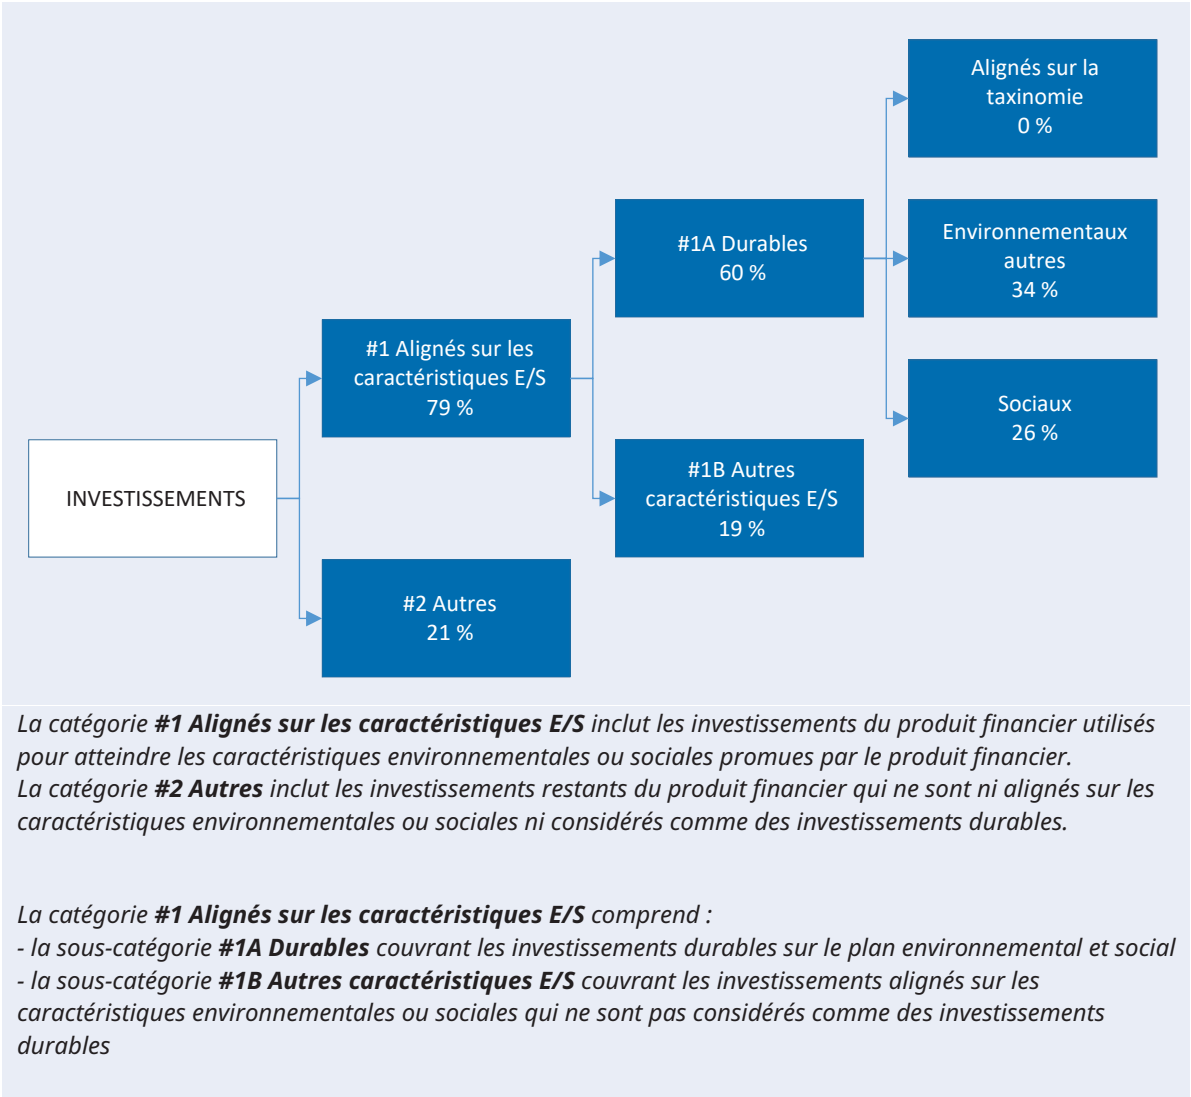 Alignés sur la
taxinomie
0 %
#1A Durables
60 %
Environnementaux
autres
34 %
#1 Alignés sur les
caractéristiques E/S
79 %
Sociaux
26 %
INVESTISSEMENTS
#1B Autres
caractéristiques E/S
19 %
#2 Autres
21 %
La catégorie #1 Alignés sur les caractéristiques E/S inclut les investissements du produit financier utilisés
pour atteindre les caractéristiques environnementales ou sociales promues par le produit financier.
La catégorie #2 Autres inclut les investissements restants du produit financier qui ne sont ni alignés sur les
caractéristiques environnementales ou sociales ni considérés comme des investissements durables.
La catégorie #1 Alignés sur les caractéristiques E/S comprend :
- la sous-catégorie #1A Durables couvrant les investissements durables sur le plan environnemental et social
- la sous-catégorie #1B Autres caractéristiques E/S couvrant les investissements alignés sur les
caractéristiques environnementales ou sociales qui ne sont pas considérés comme des investissements
durables